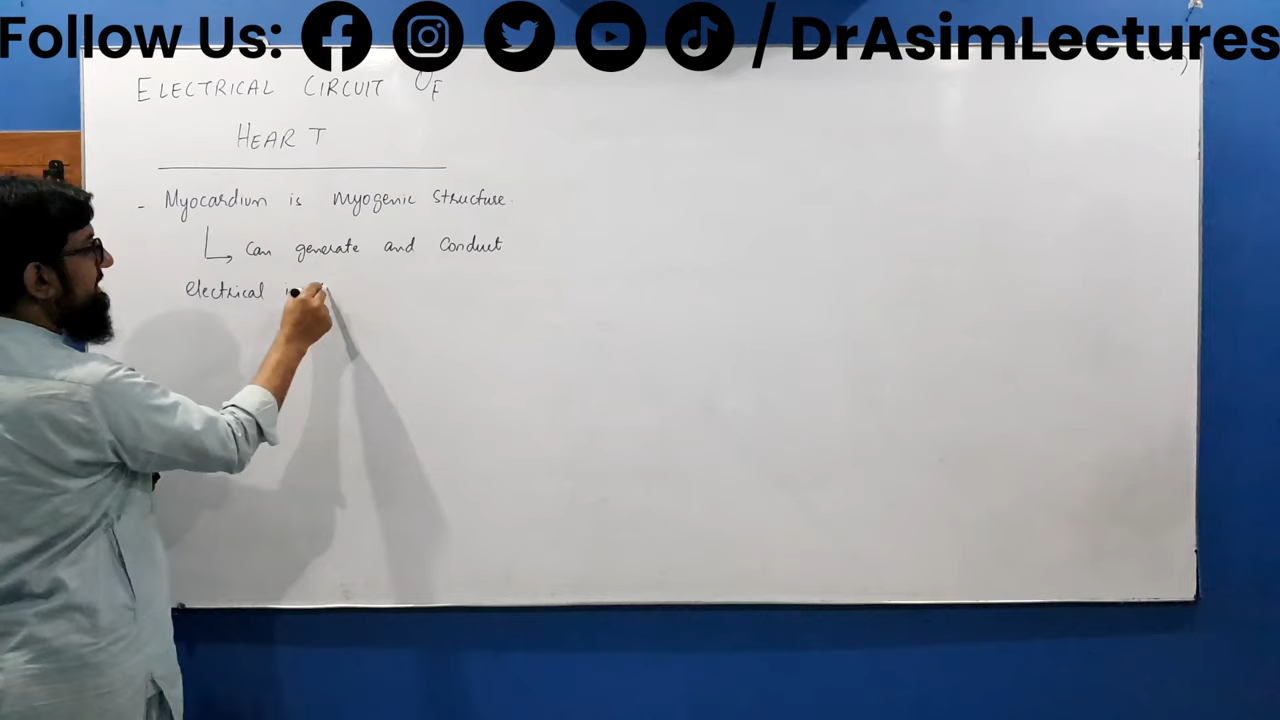 Follow Us: / DrAsimLectures
ELECTRICAL CIRCUIT OF
HEART
- Myocardium is myogenic structure.
↳ can generate and conduct
electrical